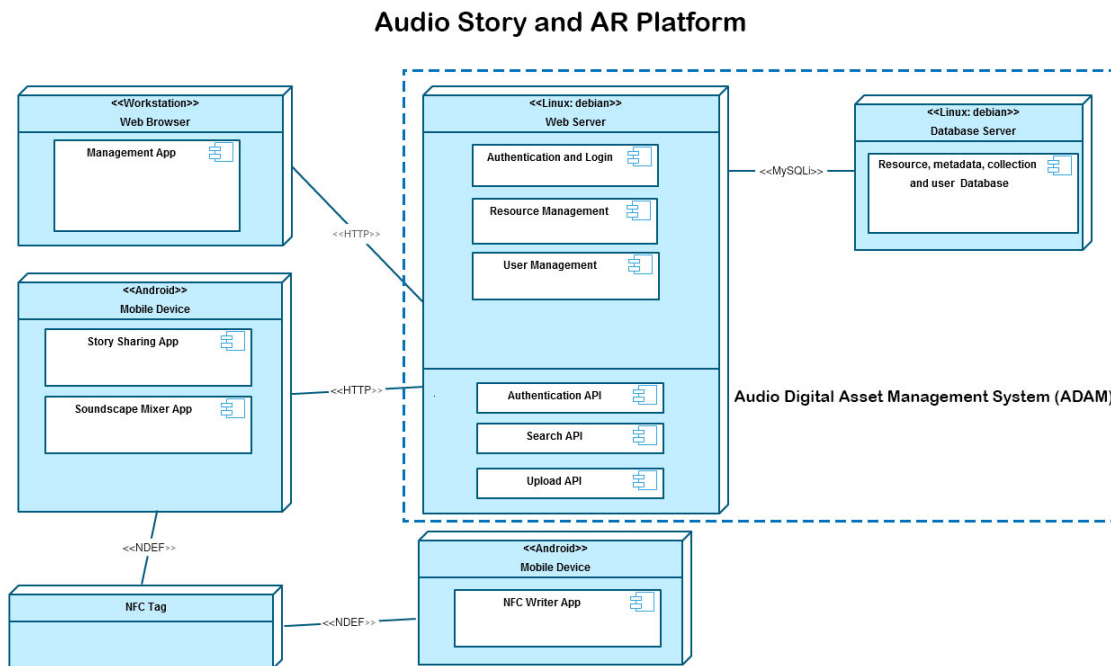 Audio Story and AR Platform
<<Workstation>>
Web Browser
Management App
<<HTTP>>
<<Linux: debian>>
Web Server
Authentication and Login
Resource Management
User Management
Authentication API
Search API
Upload API
<<MySQLi>>
<<Linux: debian>>
Database Server
Resource, metadata, collection
and user Database
Audio Digital Asset Management System (ADAM)
<<Android>>
Mobile Device
Story Sharing App
Soundscape Mixer App
<<HTTP>>
<<NDEF>>
NFC Tag
<<NDEF>>
<<Android>>
Mobile Device
NFC Writer App